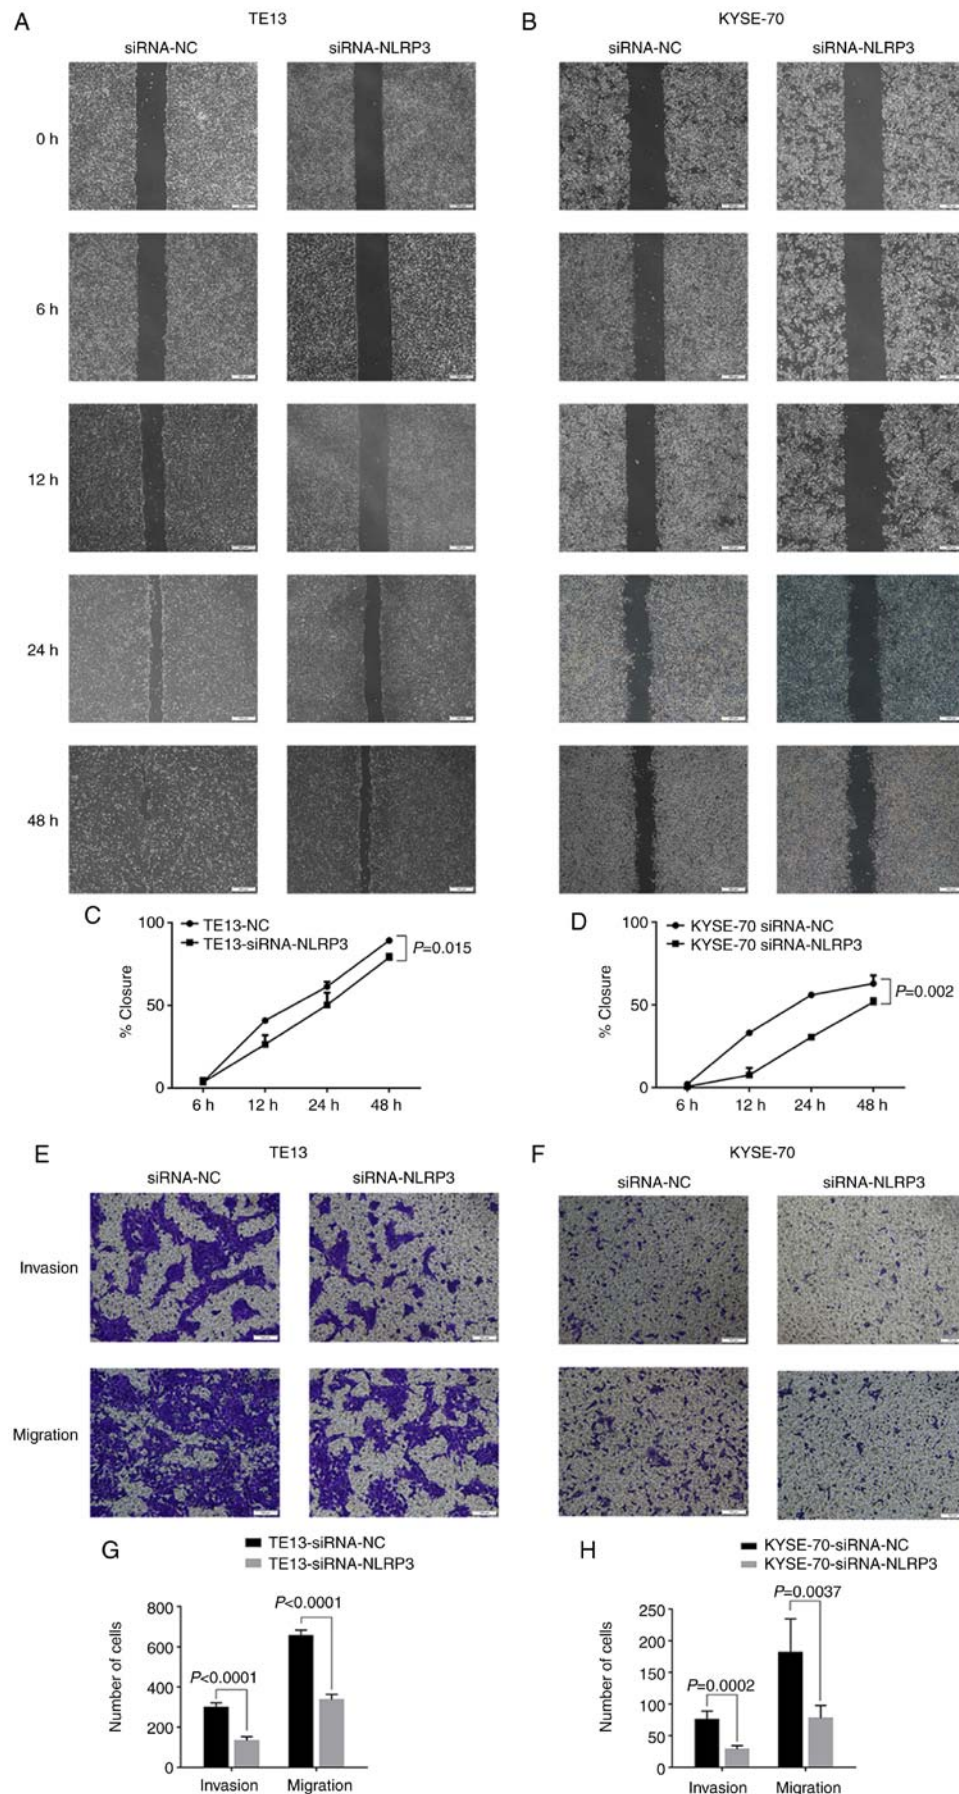 A TE13
siRNA-NC siRNA-NLRP3
B KYSE-70
siRNA-NC siRNA-NLRP3
0 h
6 h
12 h
24 h
48 h
C
100
50
0
% Closure
TE13-NC
TE13-siRNA-NLRP3
P=0.015
6 h 12 h 24 h 48 h
D
100
50
0
% Closure
KYSE-70 siRNA-NC
KYSE-70 siRNA-NLRP3
P=0.002
6 h 12 h 24 h 48 h
E TE13
siRNA-NC siRNA-NLRP3
F KYSE-70
siRNA-NC siRNA-NLRP3
Invasion
Migration
G
TE13-siRNA-NC
TE13-siRNA-NLRP3
800
600
400
200
0
Number of cells
P<0.0001
P<0.0001
Invasion Migration
H
KYSE-70-siRNA-NC
KYSE-70-siRNA-NLRP3
250
200
150
100
50
0
Number of cells
P=0.0002
P=0.0037
Invasion Migration